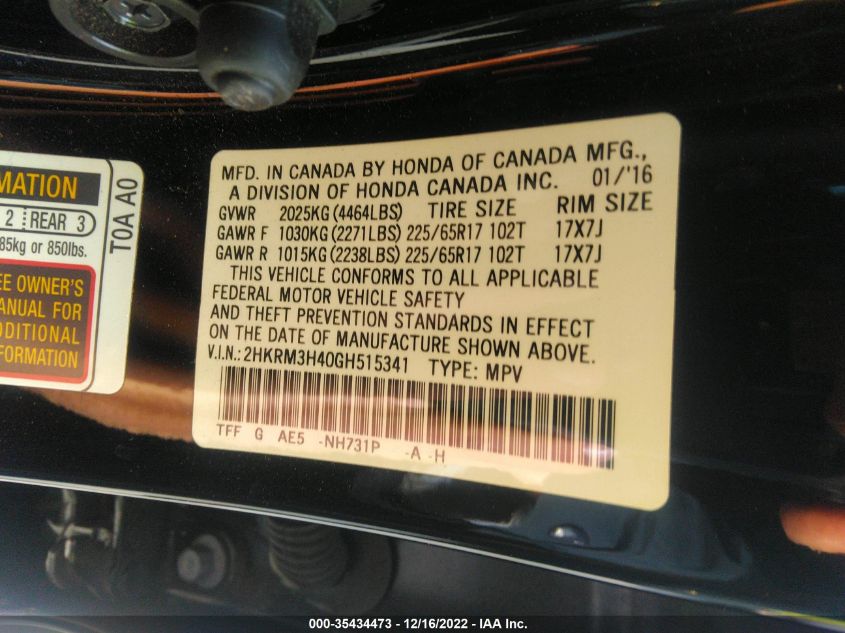 MATION
2 REAR 3
85kg or 850lbs.
EE OWNER'S
ANUAL FOR
DDITIONAL
FORMATION
T0A A0
MFD. IN CANADA BY HONDA OF CANADA MFG.,
A DIVISION OF HONDA CANADA INC. 01/'16
GVWR 2025KG (4464LBS) TIRE SIZE RIM SIZE
GAWR F 1030KG (2271LBS) 225/65R17 102T 17X7J
GAWR R 1015KG (2238LBS) 225/65R17 102T 17X7J
THIS VEHICLE CONFORMS TO ALL APPLICABLE
FEDERAL MOTOR VEHICLE SAFETY
AND THEFT PREVENTION STANDARDS IN EFFECT
ON THE DATE OF MANUFACTURE SHOWN ABOVE.
V.I.N.: 2HKRM3H40GH515341 TYPE: MPV
TFF G AE5 -NH731P -A -H
000-35434473 - 12/16/2022 - IAA Inc.